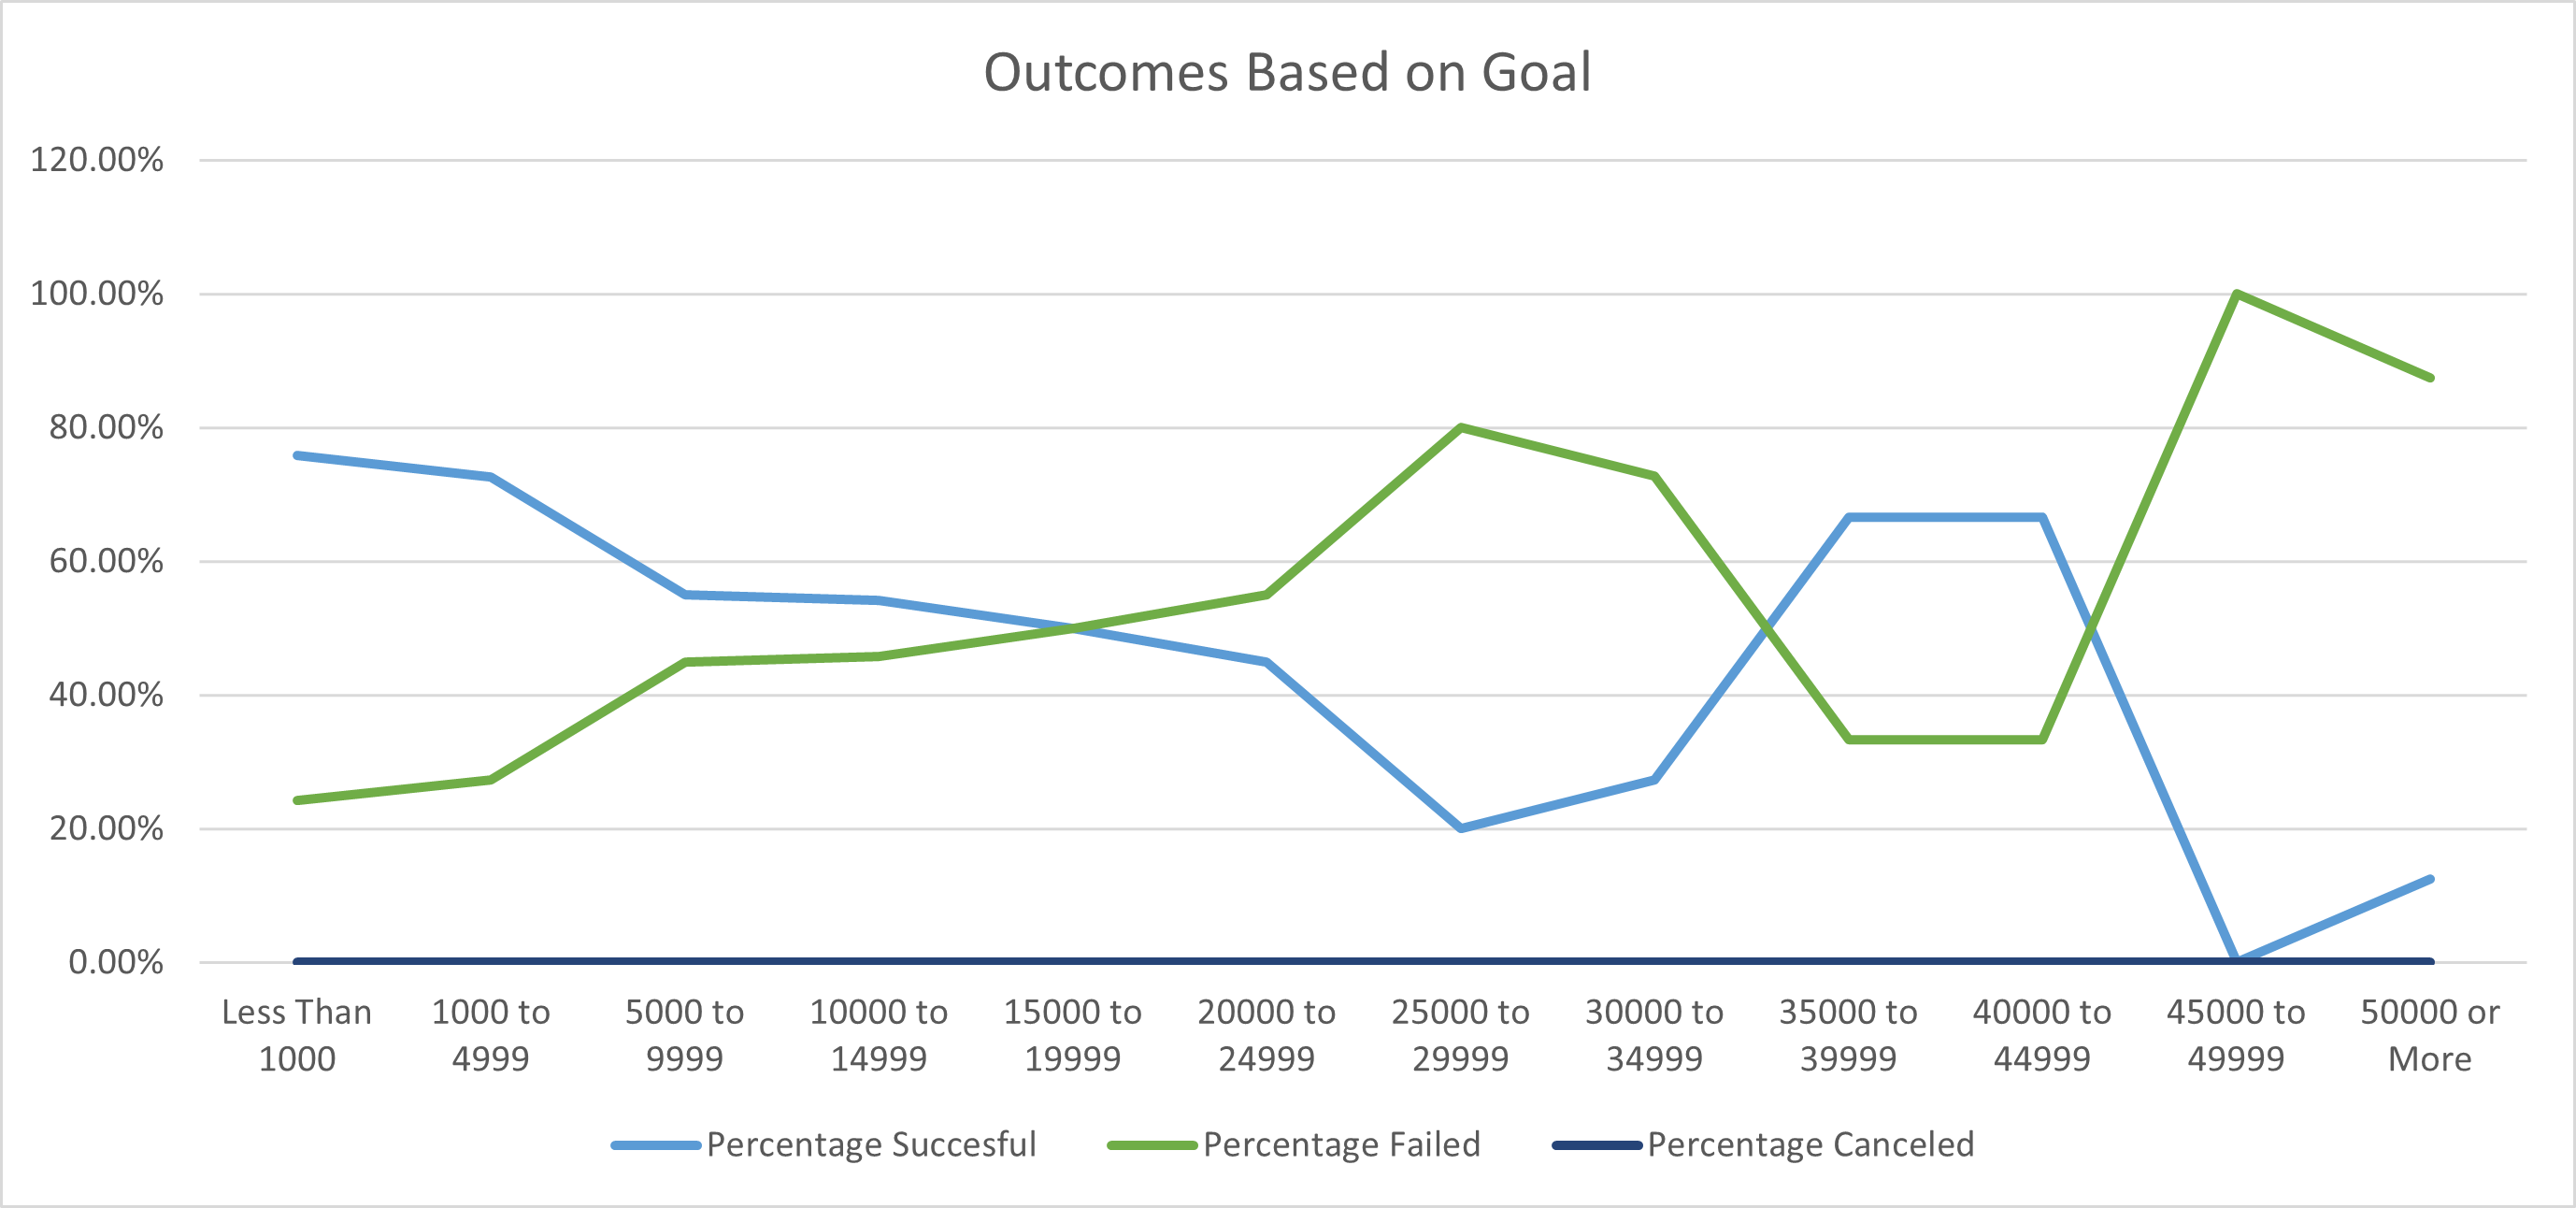 Outcomes Based on Goal
120.00%
100.00%
80.00%
60.00%
40.00%
20.00%
0.00%
Less Than 1000
1000 to 4999
5000 to 9999
10000 to 14999
15000 to 19999
20000 to 24999
25000 to 29999
30000 to 34999
35000 to 39999
40000 to 44999
45000 to 49999
50000 or More
Percentage Succesful
Percentage Failed
Percentage Canceled